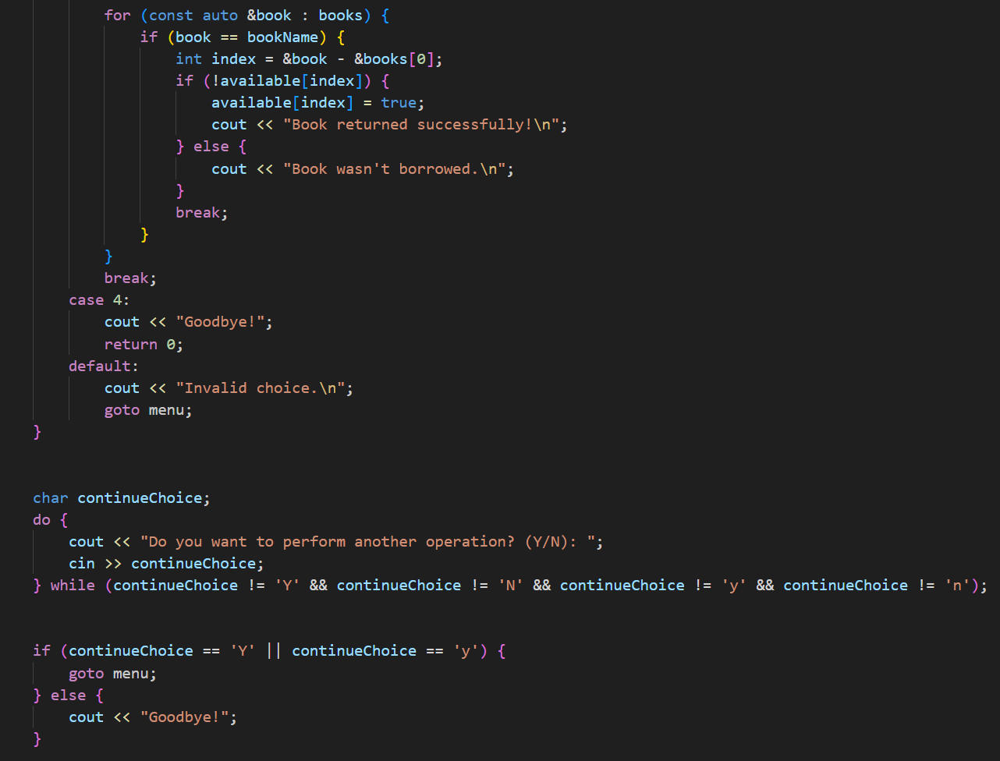 for (const auto &book : books) {
if (book == bookName) {
int index = &book - &books[0];
if (!available[index]) {
available[index] = true;
cout << "Book returned successfully!\n";
} else {
cout << "Book wasn't borrowed.\n";
}
break;
}
}
break;
case 4:
cout << "Goodbye!";
return 0;
default:
cout << "Invalid choice.\n";
goto menu;
}
char continueChoice;
do {
cout << "Do you want to perform another operation? (Y/N): ";
cin >> continueChoice;
} while (continueChoice != 'Y' && continueChoice != 'N' && continueChoice != 'y' && continueChoice != 'n');
if (continueChoice == 'Y' || continueChoice == 'y') {
goto menu;
} else {
cout << "Goodbye!";
}